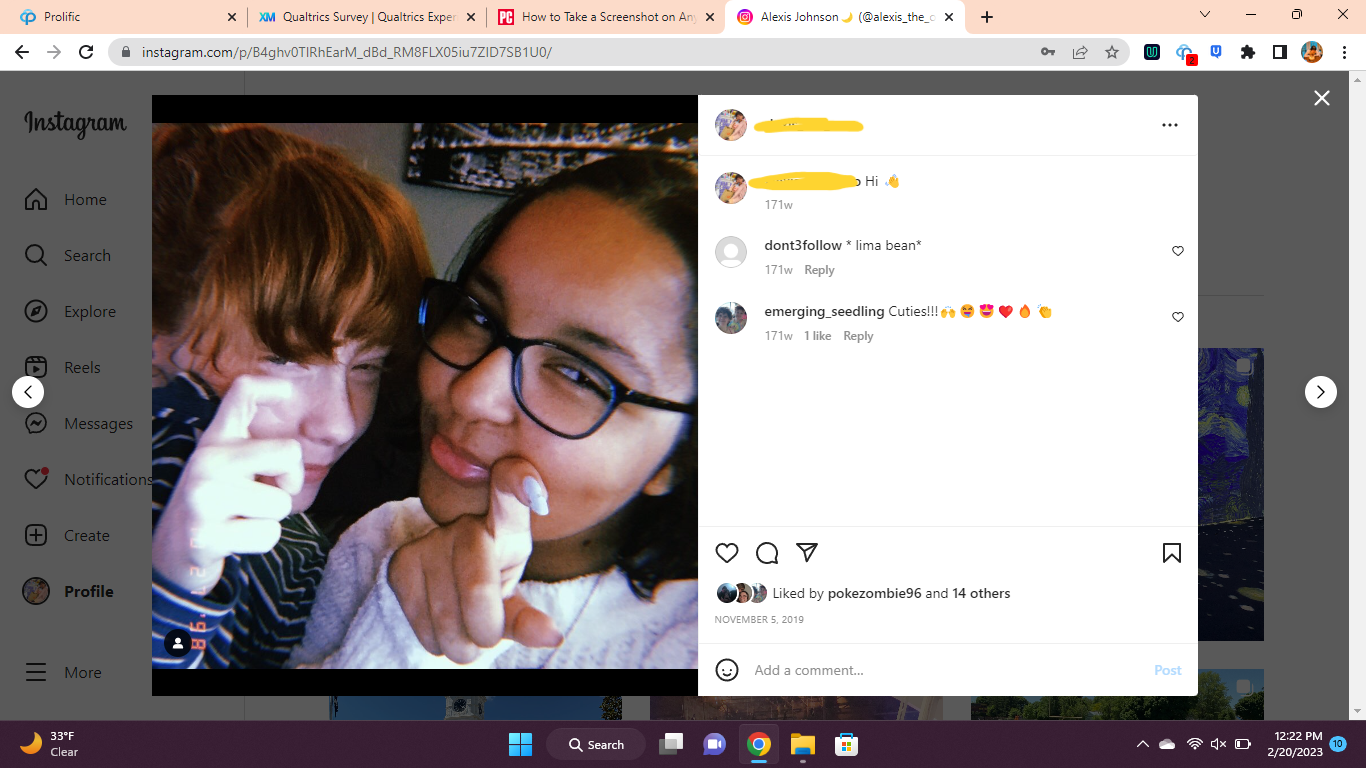 Prolific
Qualtrics Survey | Qualtrics Exper
How to Take a Screenshot on Any
Alexis Johnson🌙 (@alexis_the_
instagram.com/p/B4ghv0TlRhEarM_dBd_RM8FLX05iu7ZlD7SB1U0/
2
Instagram
Home
Search
Explore
Reels
Messages
Notifications
Create
Profile
More
Hi 👋
171w
dont3follow * lima bean*
171w Reply
emerging_seedling Cuties!!!🙌😆😍❤️🔥👏
171w 1 like Reply
Liked by pokezombie96 and 14 others
NOVEMBER 5, 2019
Add a comment...
Post
33°F
Clear
Search
12:22 PM
2/20/2023
10